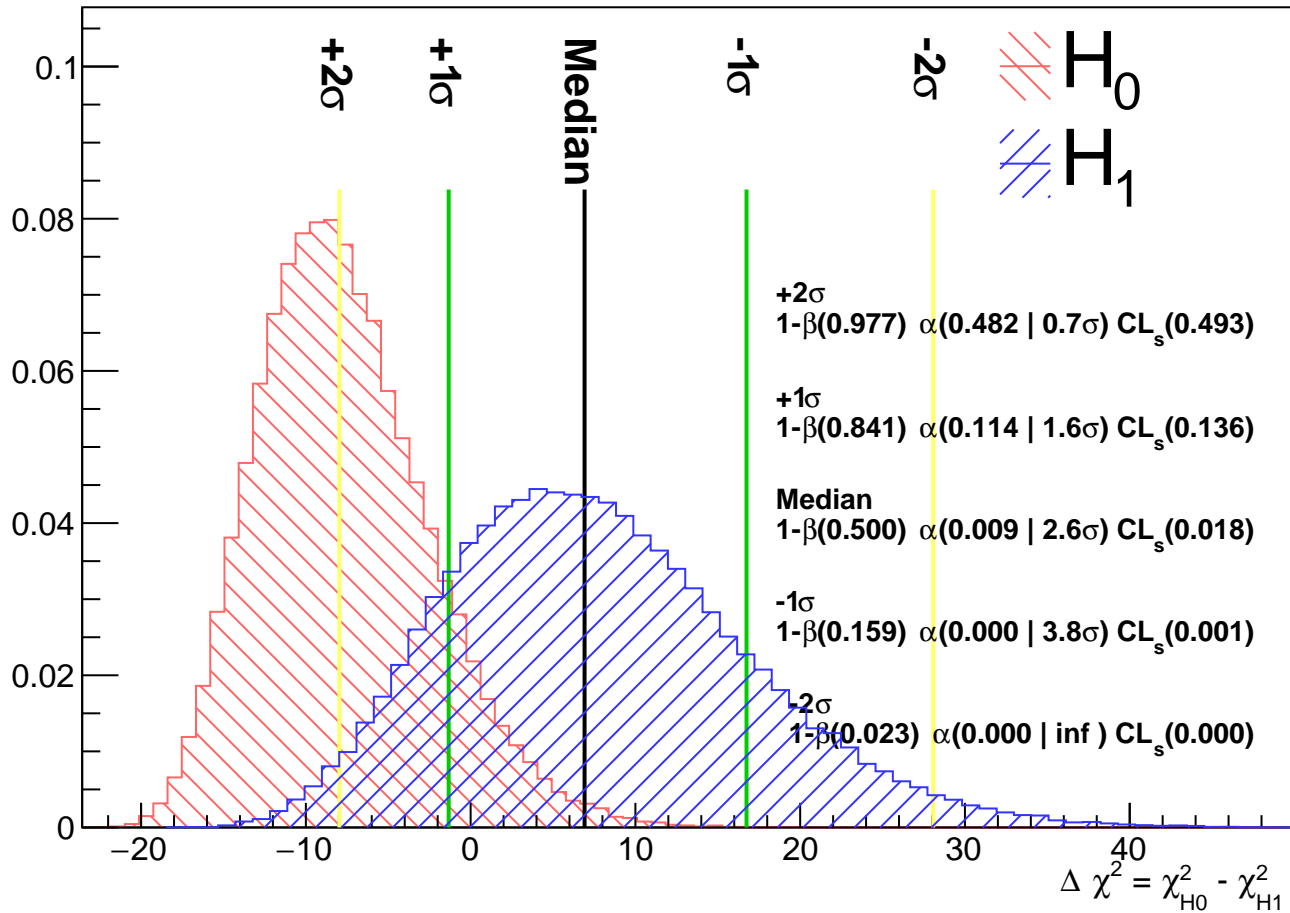 +2σ
+1σ
Median
-1σ
-2σ
H0
H1
0.1
0.08
0.06
0.04
0.02
0
+2σ
1-β(0.977) α(0.482 | 0.7σ) CLs(0.493)
+1σ
1-β(0.841) α(0.114 | 1.6σ) CLs(0.136)
Median
1-β(0.500) α(0.009 | 2.6σ) CLs(0.018)
-1σ
1-β(0.159) α(0.000 | 3.8σ) CLs(0.001)
-2σ
1-β(0.023) α(0.000 | inf ) CLs(0.000)
−20 −10 0 10 20 30 40
Δ χ² = χ²H0 - χ²H1